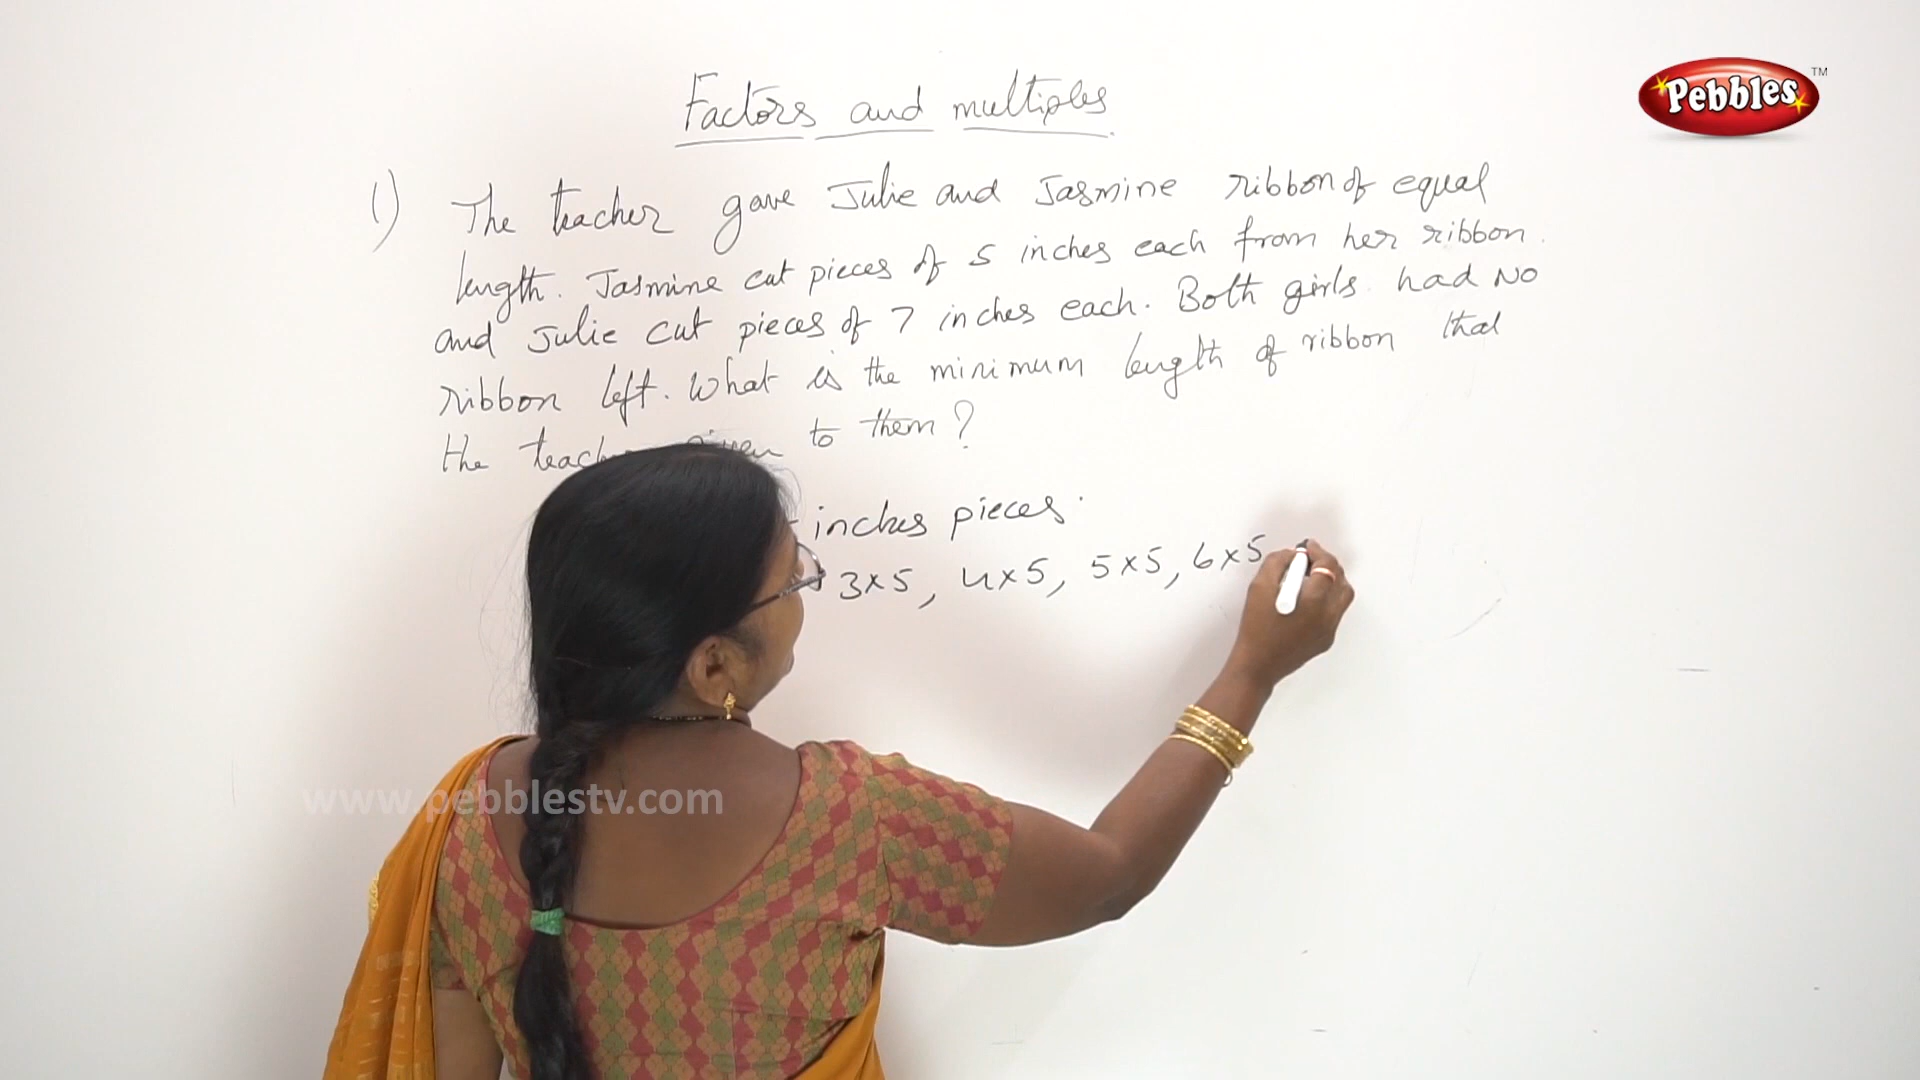 Factors and multiples
Pebbles TM
1) The teacher gave Julie and Jasmine ribbon of equal
length. Jasmine cut pieces of 5 inches each from her ribbon.
and Julie cut pieces of 7 inches each. Both girls had no
ribbon left. What is the minimum length of ribbon that
the to them?
inches pieces.
3x5, 4x5, 5x5, 6x5
www.pebblestv.com